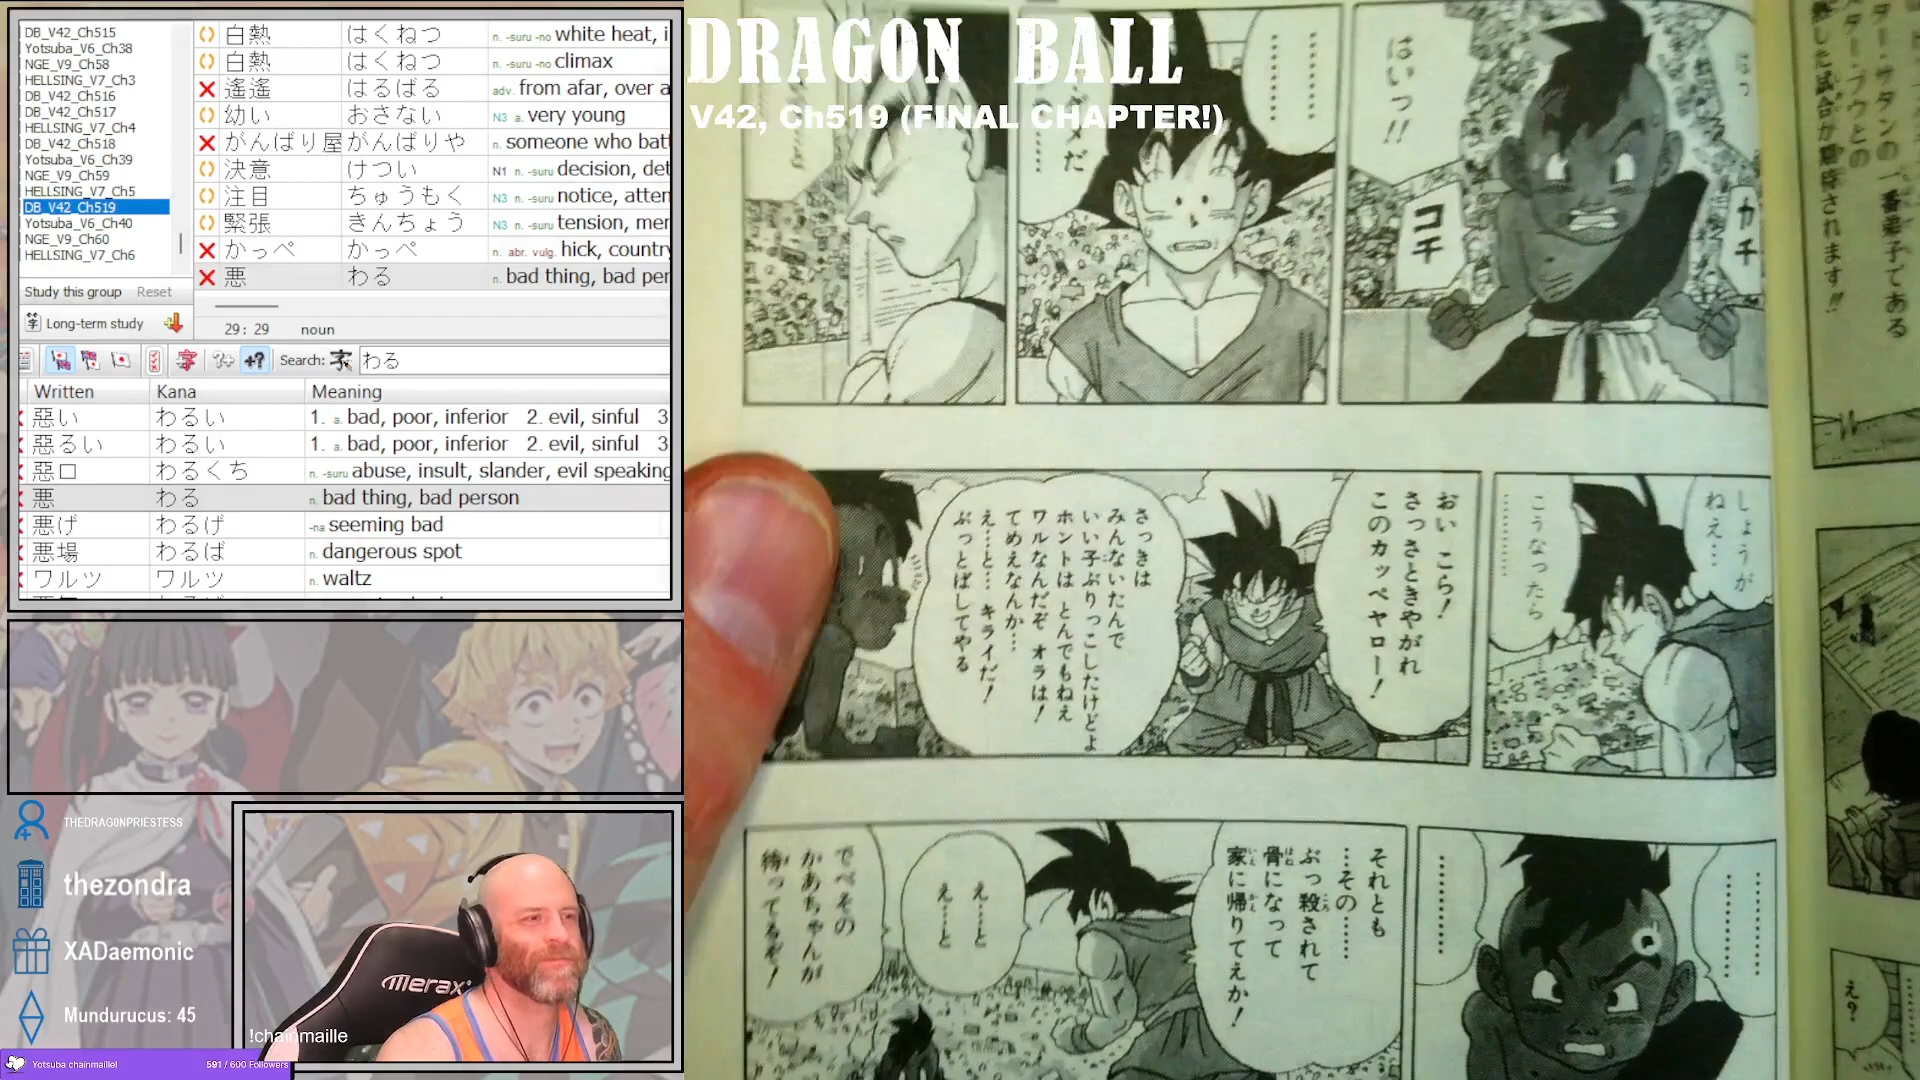 DB_V42_Ch515
Yotsuba_V6_Ch38
NGE_V9_Ch58
HELLSING_V7_Ch3
DB_V42_Ch516
DB_V42_Ch517
HELLSING_V7_Ch4
DB_V42_Ch518
Yotsuba_V6_Ch39
NGE_V9_Ch59
HELLSING_V7_Ch5
DB_V42_Ch519
Yotsuba_V6_Ch40
NGE_V9_Ch60
HELLSING_V7_Ch6
Study this group Reset
Long-term study
白熱 はくねつ n. -suru -no white heat, i
白熱 はくねつ n. -suru -no climax
遙遙 はるばる adv. from afar, over a
幼い おさない N3 a. very young
がんばり屋 がんばりや n. someone who bat
決意 けつい N1 n. -suru decision, det
注目 ちゅうもく N3 n. -suru notice, atten
緊張 きんちょう N3 n. -suru tension, mer
かっぺ かっぺ n. abr. vulg. hick, country
悪 わる n. bad thing, bad per
29: 29 noun
Search: わる
Written Kana Meaning
惡い わるい 1. a. bad, poor, inferior 2. evil, sinful 3
惡るい わるい 1. a. bad, poor, inferior 2. evil, sinful 3
惡口 わるくち n. -suru abuse, insult, slander, evil speaking
悪 わる n. bad thing, bad person
悪げ わるげ -na seeming bad
悪場 わるば n. dangerous spot
ワルツ ワルツ n. waltz
THEDRAG0NPRIESTESS
thezondra
XADaemonic
Mundurucus: 45
Yotsuba chainmaille! 591 / 600 Followers
!chainmaille
merax
DRAGON BALL
V42, Ch519 (FINAL CHAPTER!)
はいっ!!
カチ
コチ
しょうが
ねえ…
こうなったら
…………
おい こら!
さっさときやがれ
このカッペヤロー!
さっきは
みんないたんで
いい子ぶりっこしたけどよ
ホントは とんでもねえ
ワルなんだぞ オラは!
てめえなんか…
え…と… キライだ!
ぶっとばしてやる
…………
…………
それとも
……その……
ぶっ殺されて
骨になって
家に帰りてえか!
え……と
え……と
でべその
かあちゃんが
待ってるぞ!
え?